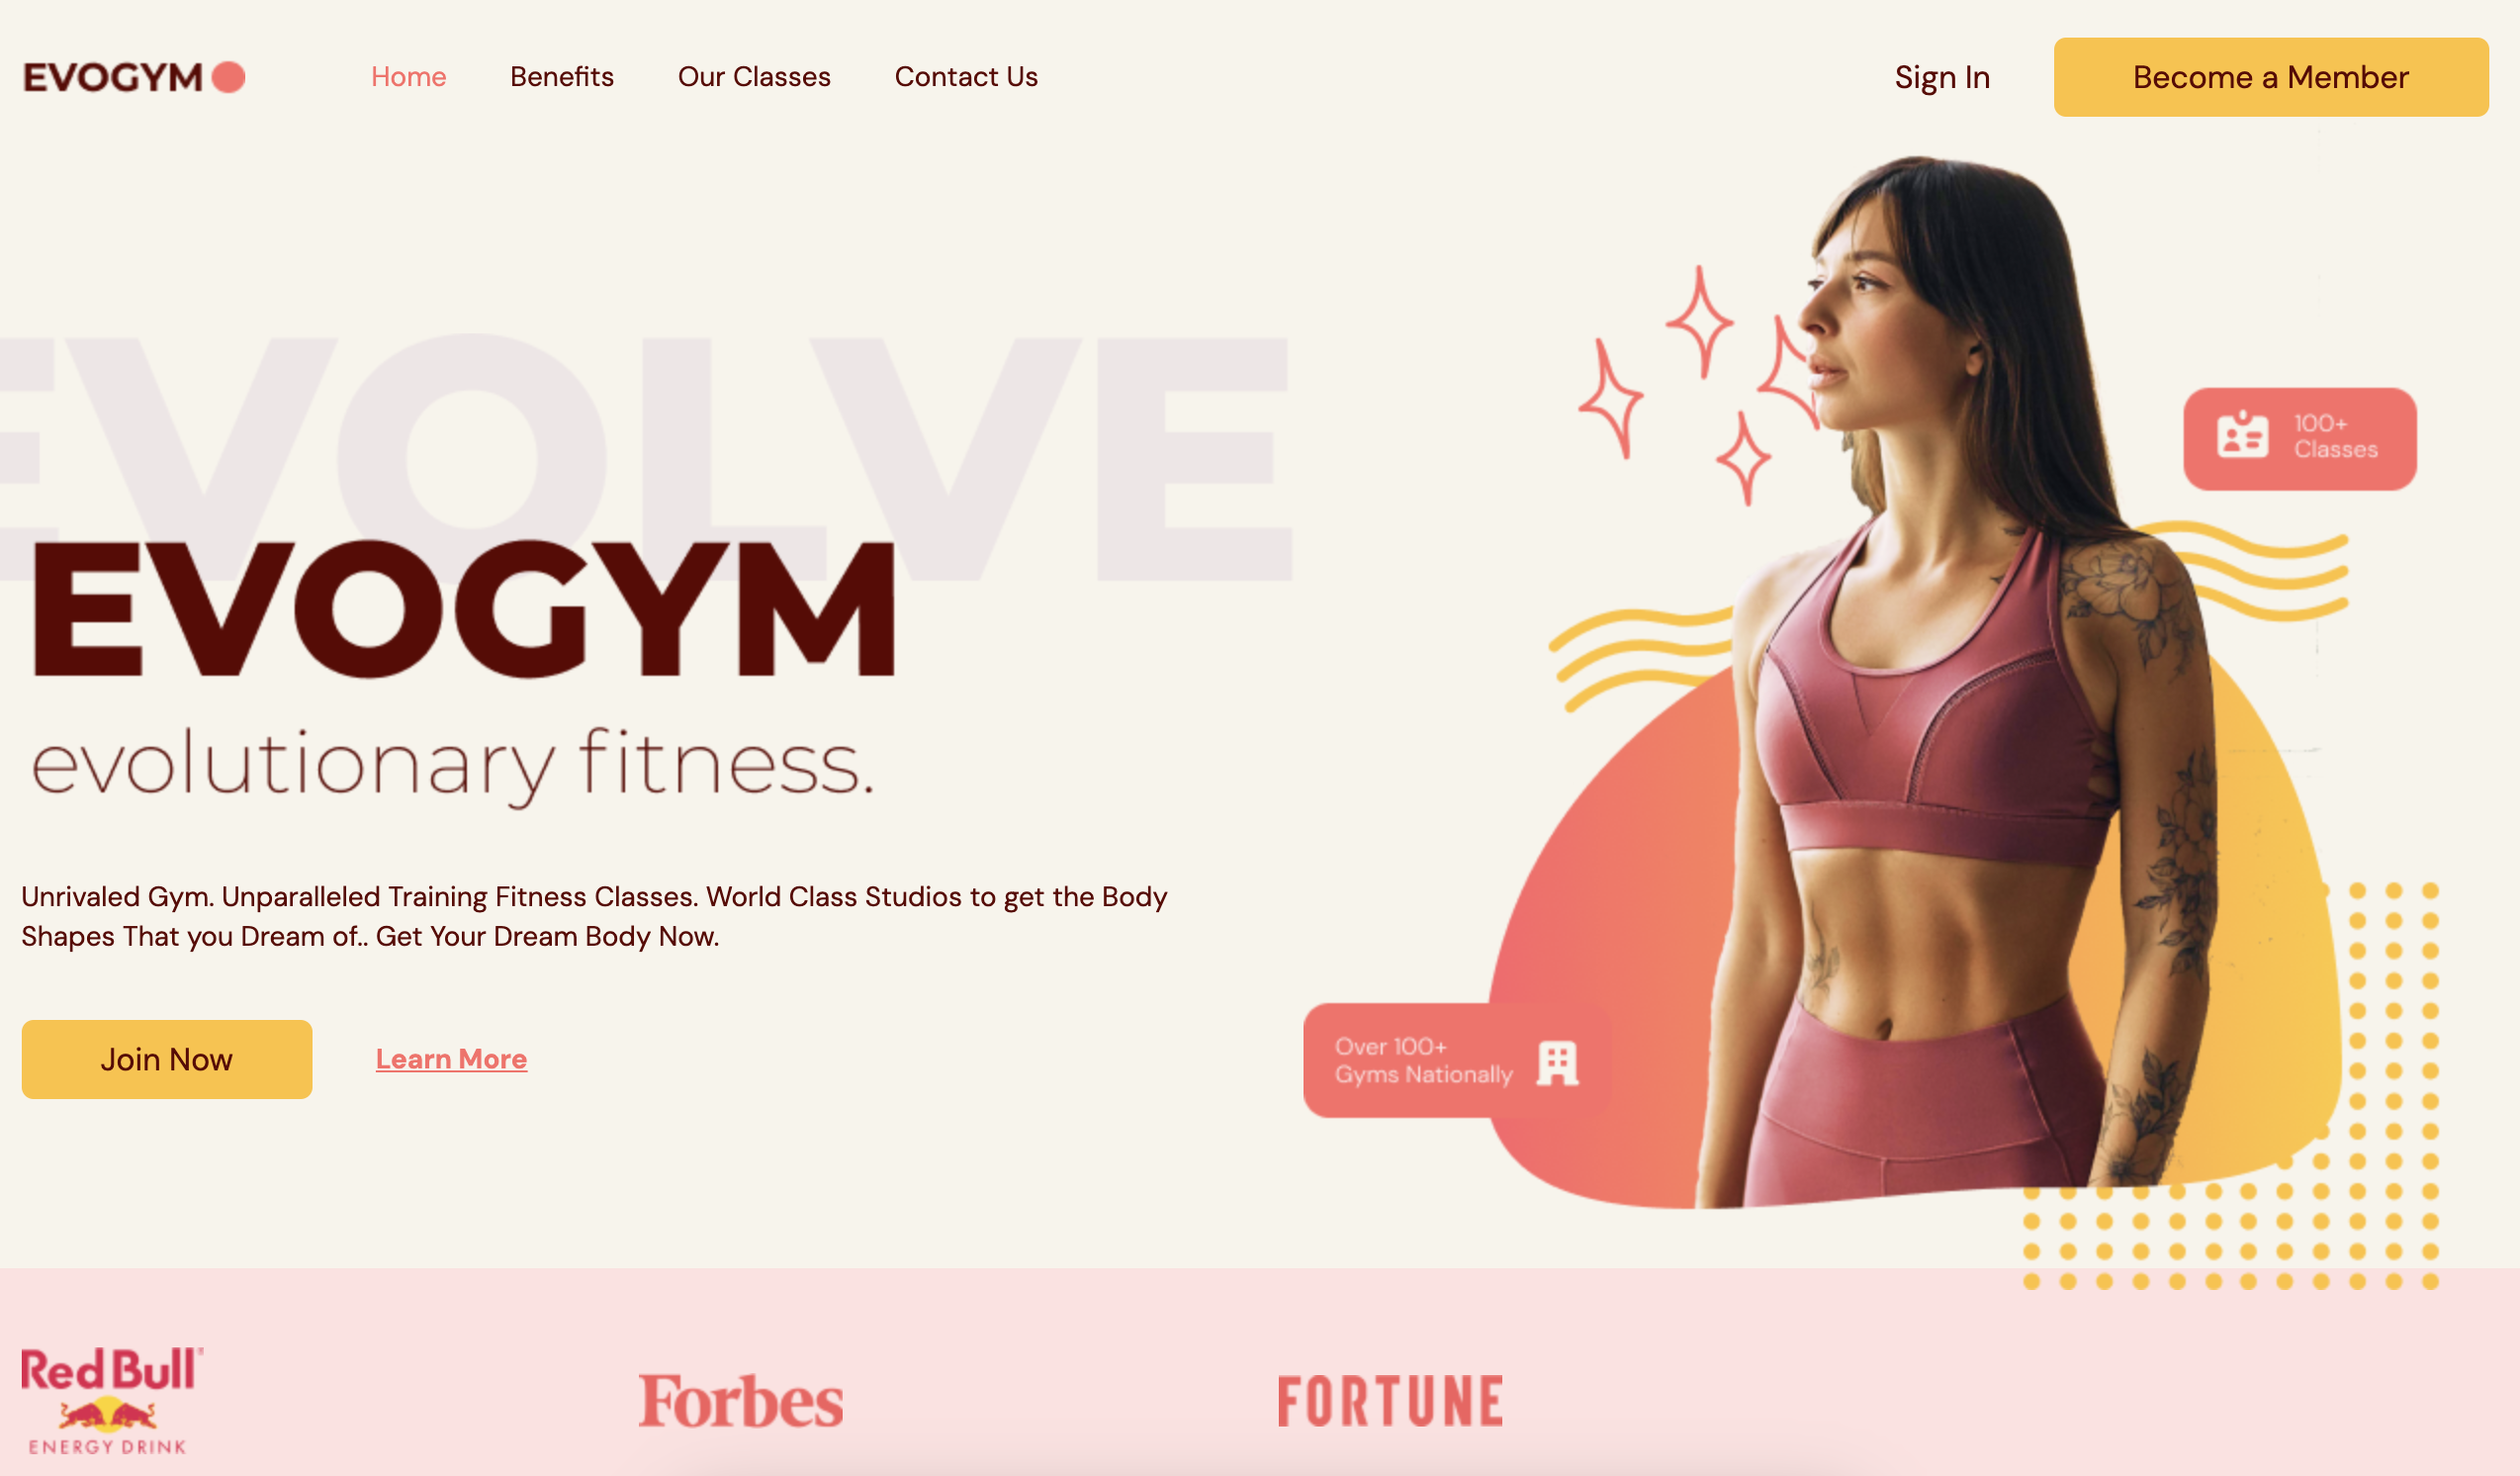 EVOGYM
Home Benefits Our Classes Contact Us Sign In Become a Member
EVOLVE
EVOGYM
evolutionary fitness.
Unrivaled Gym. Unparalleled Training Fitness Classes. World Class Studios to get the Body
Shapes That you Dream of.. Get Your Dream Body Now.
Join Now Learn More
100+
Classes
Over 100+
Gyms Nationally
Red Bull
ENERGY DRINK
Forbes
FORTUNE